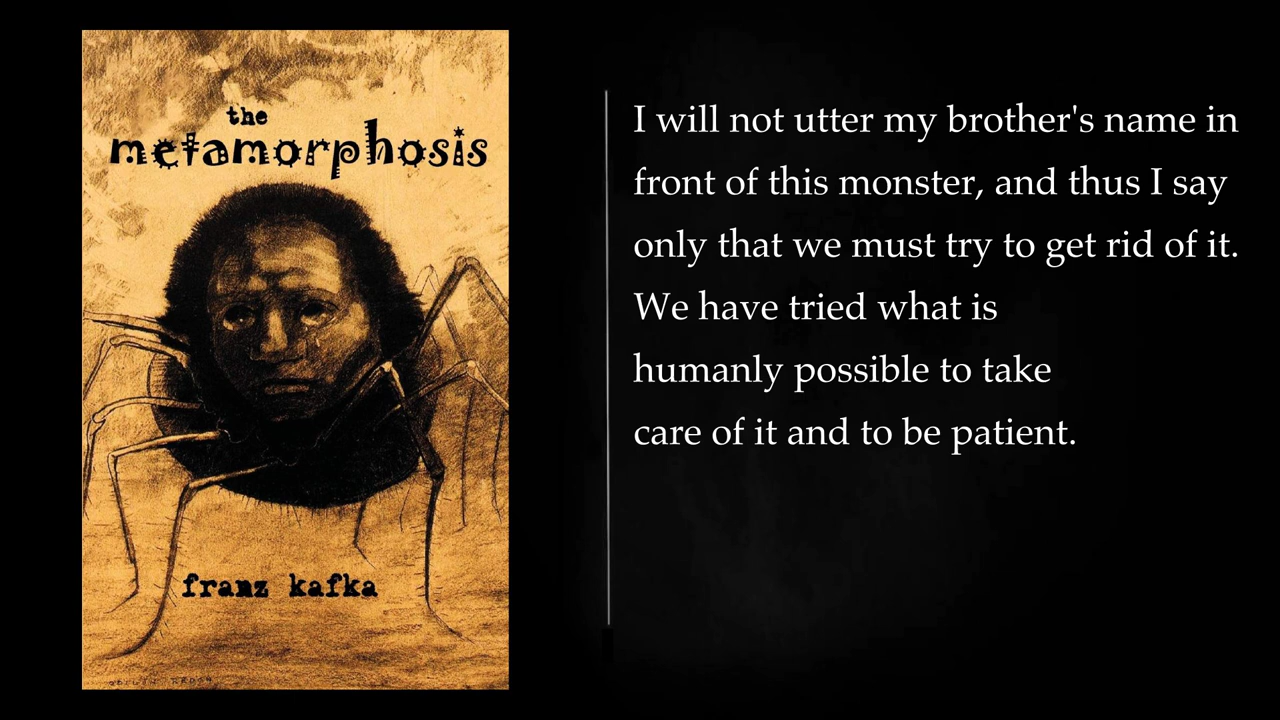 the
metamorphosis
franz kafka
I will not utter my brother's name in
front of this monster, and thus I say
only that we must try to get rid of it.
We have tried what is
humanly possible to take
care of it and to be patient.